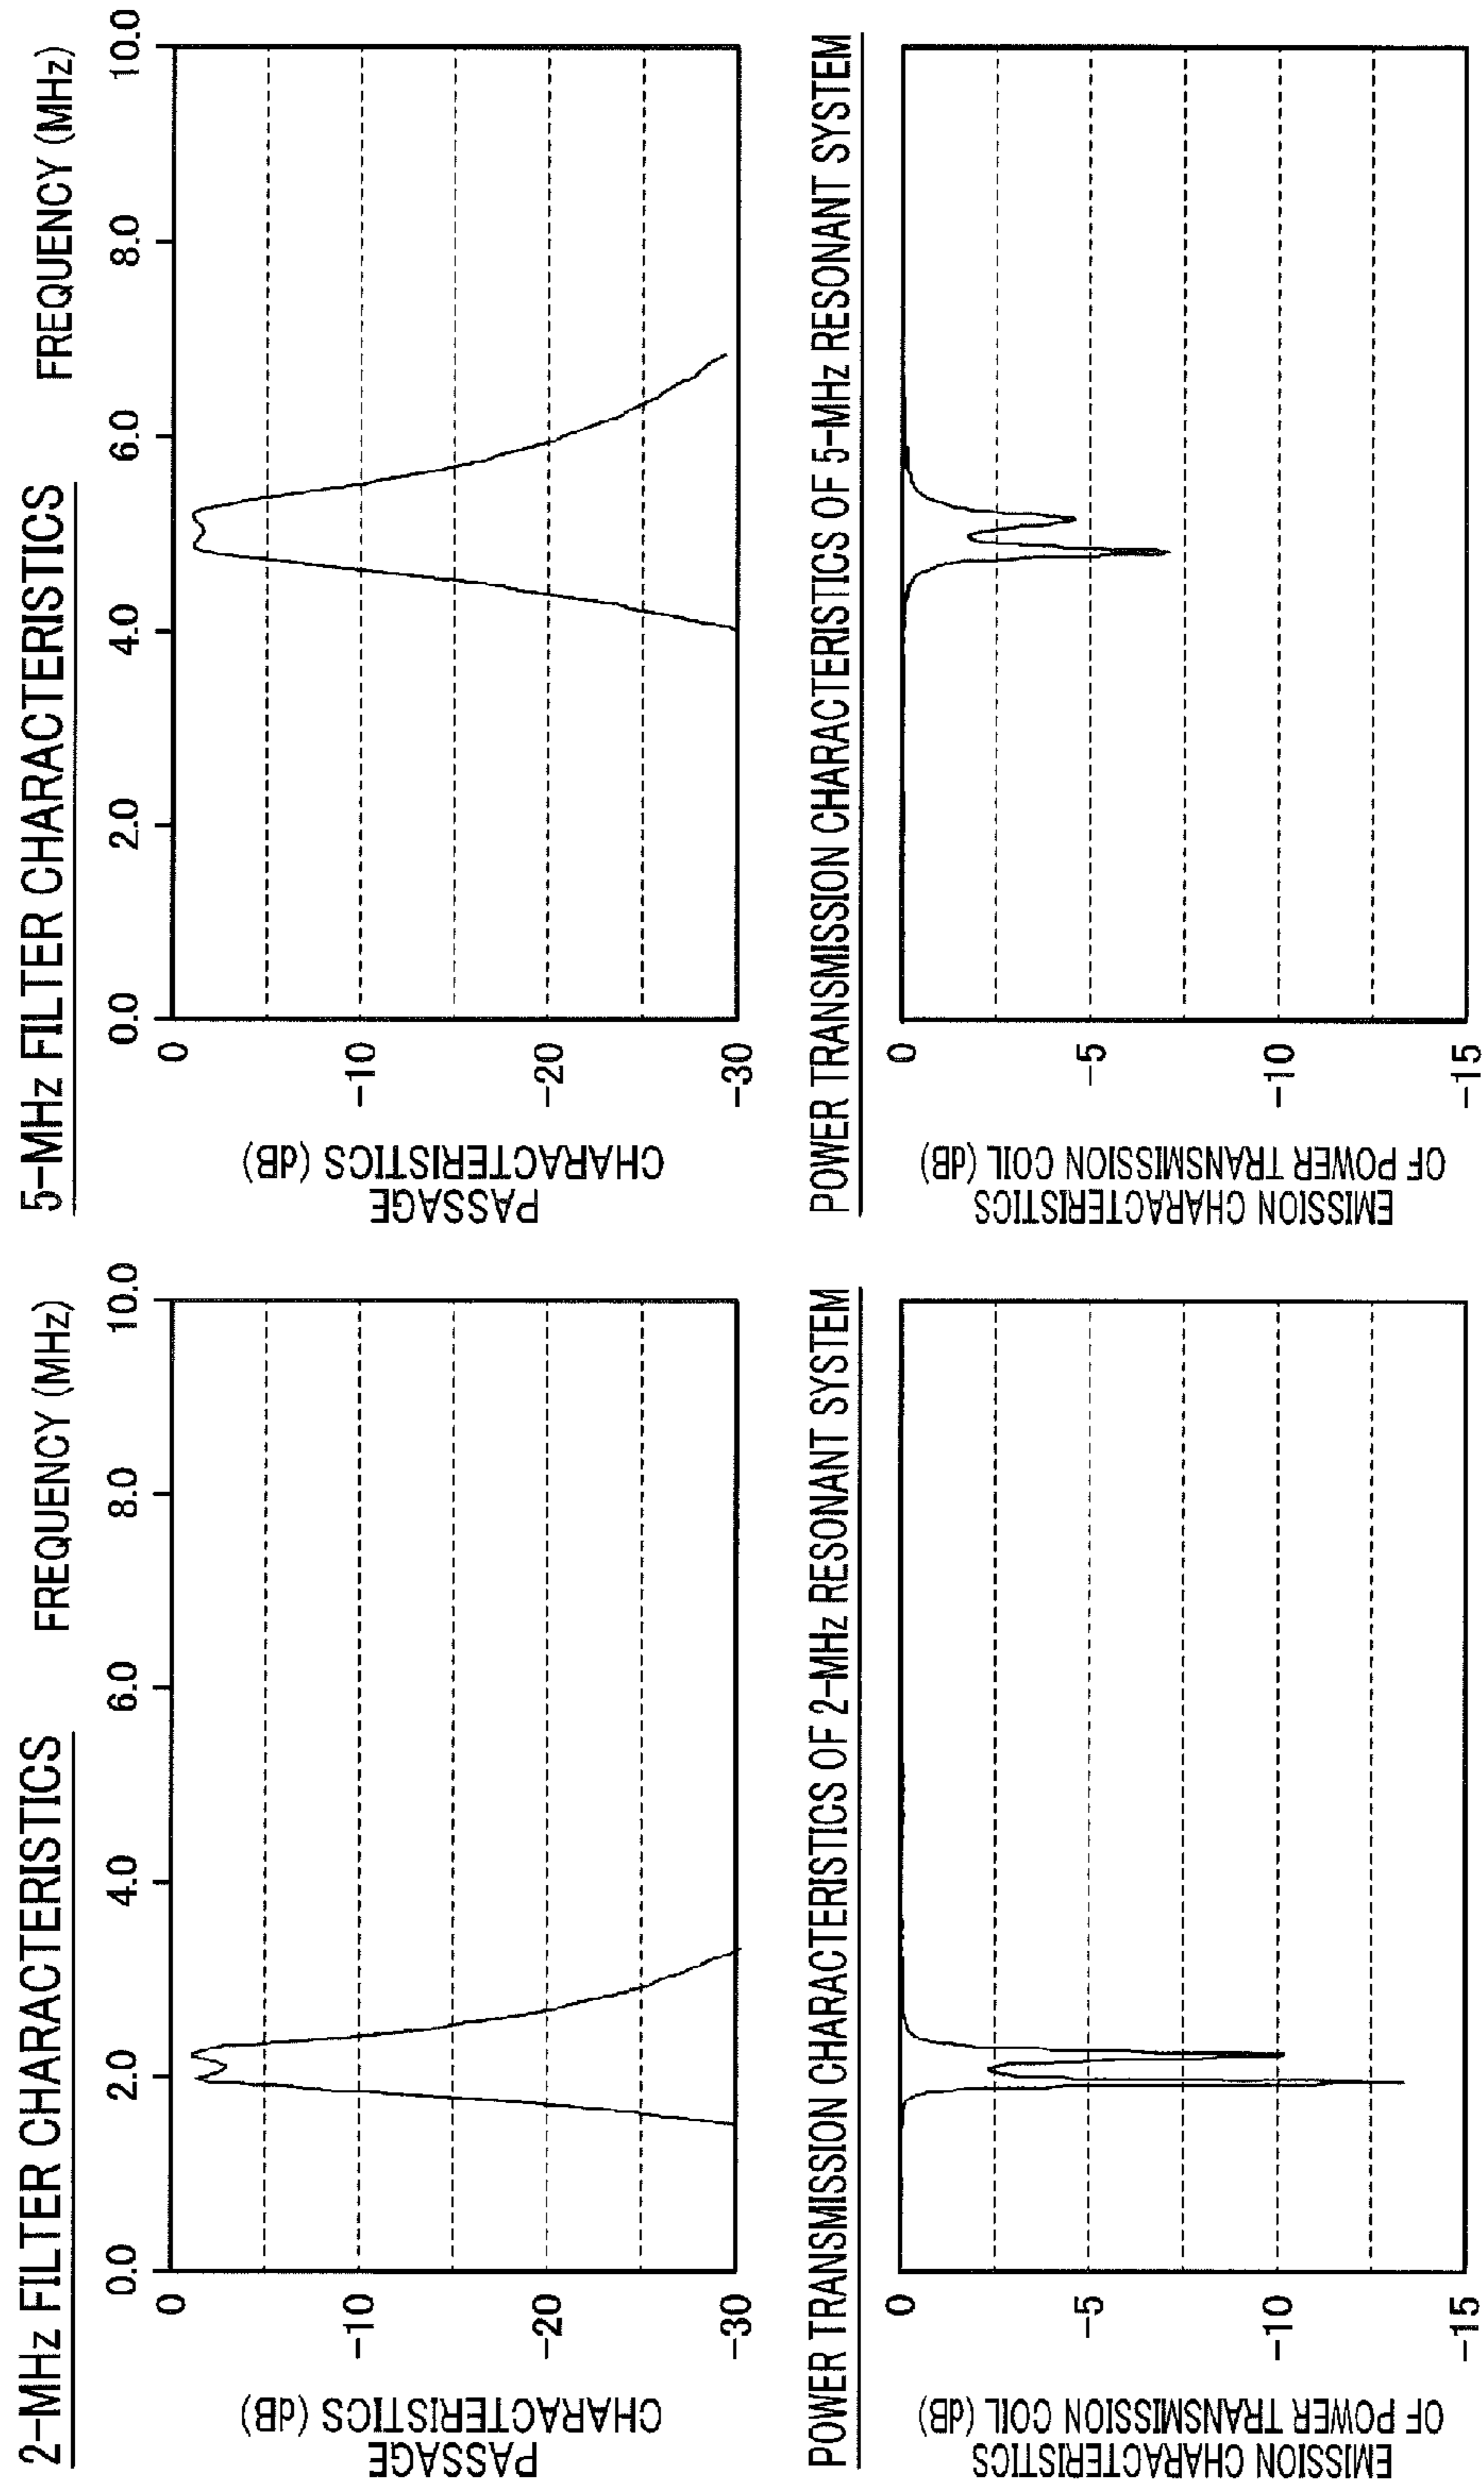 2-MHz FILTER CHARACTERISTICS
FREQUENCY (MHz)
0.0 2.0 4.0 6.0 8.0 10.0
0
-10
-20
-30
PASSAGE
CHARACTERISTICS (dB)
POWER TRANSMISSION CHARACTERISTICS OF 2-MHz RESONANT SYSTEM
0
-5
-10
-15
EMISSION CHARACTERISTICS
OF POWER TRANSMISSION COIL (dB)
5-MHz FILTER CHARACTERISTICS
FREQUENCY (MHz)
0.0 2.0 4.0 6.0 8.0 10.0
0
-10
-20
-30
PASSAGE
CHARACTERISTICS (dB)
POWER TRANSMISSION CHARACTERISTICS OF 5-MHz RESONANT SYSTEM
0
-5
-10
-15
EMISSION CHARACTERISTICS
OF POWER TRANSMISSION COIL (dB)